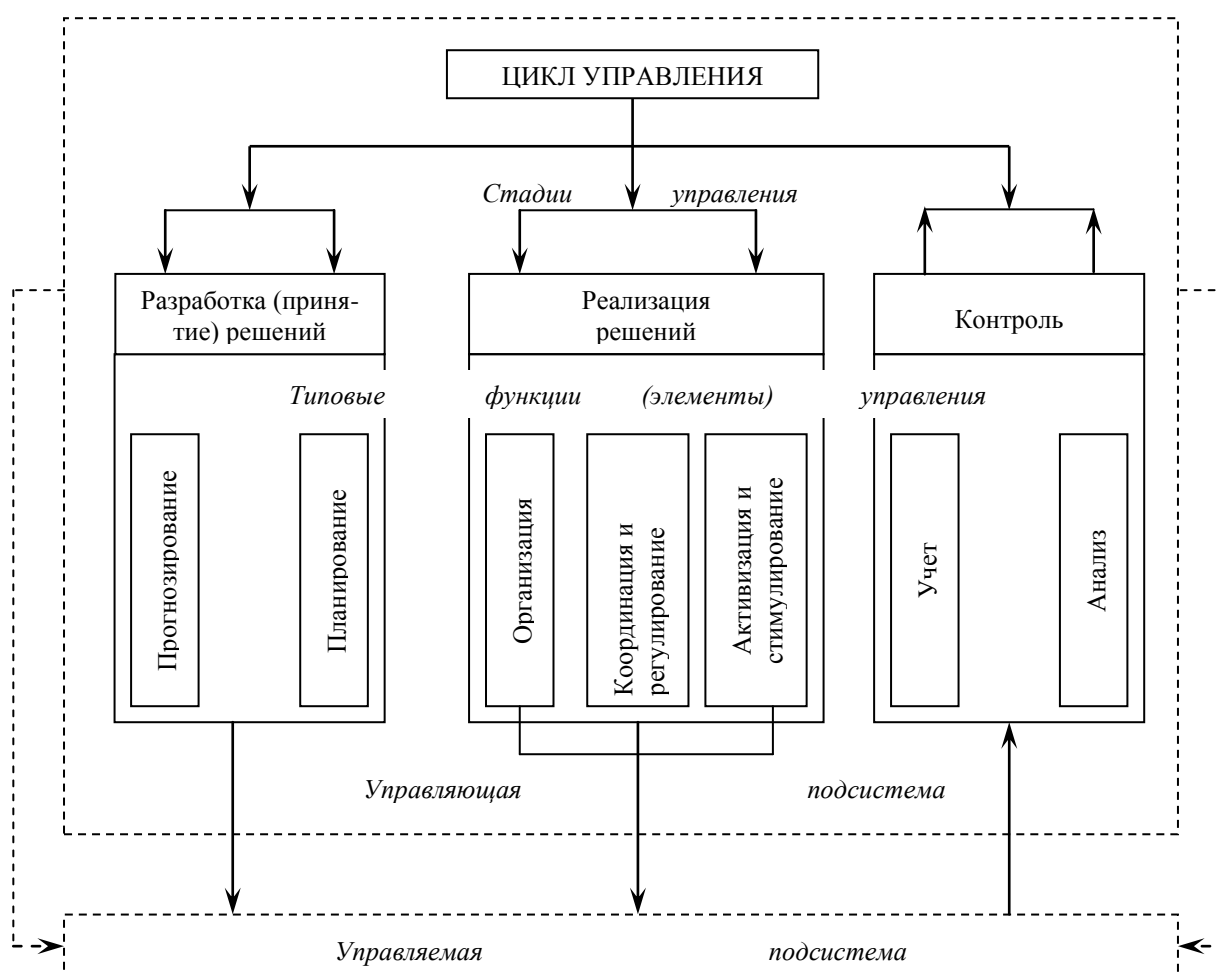 ЦИКЛ УПРАВЛЕНИЯ
Стадии управления
Разработка (приня-
тие) решений
Реализация
решений
Контроль
Типовые функции (элементы) управления
Прогнозирование
Планирование
Организация
Координация и
регулирование
Активизация и
стимулирование
Учет
Анализ
Управляющая подсистема
Управляемая подсистема